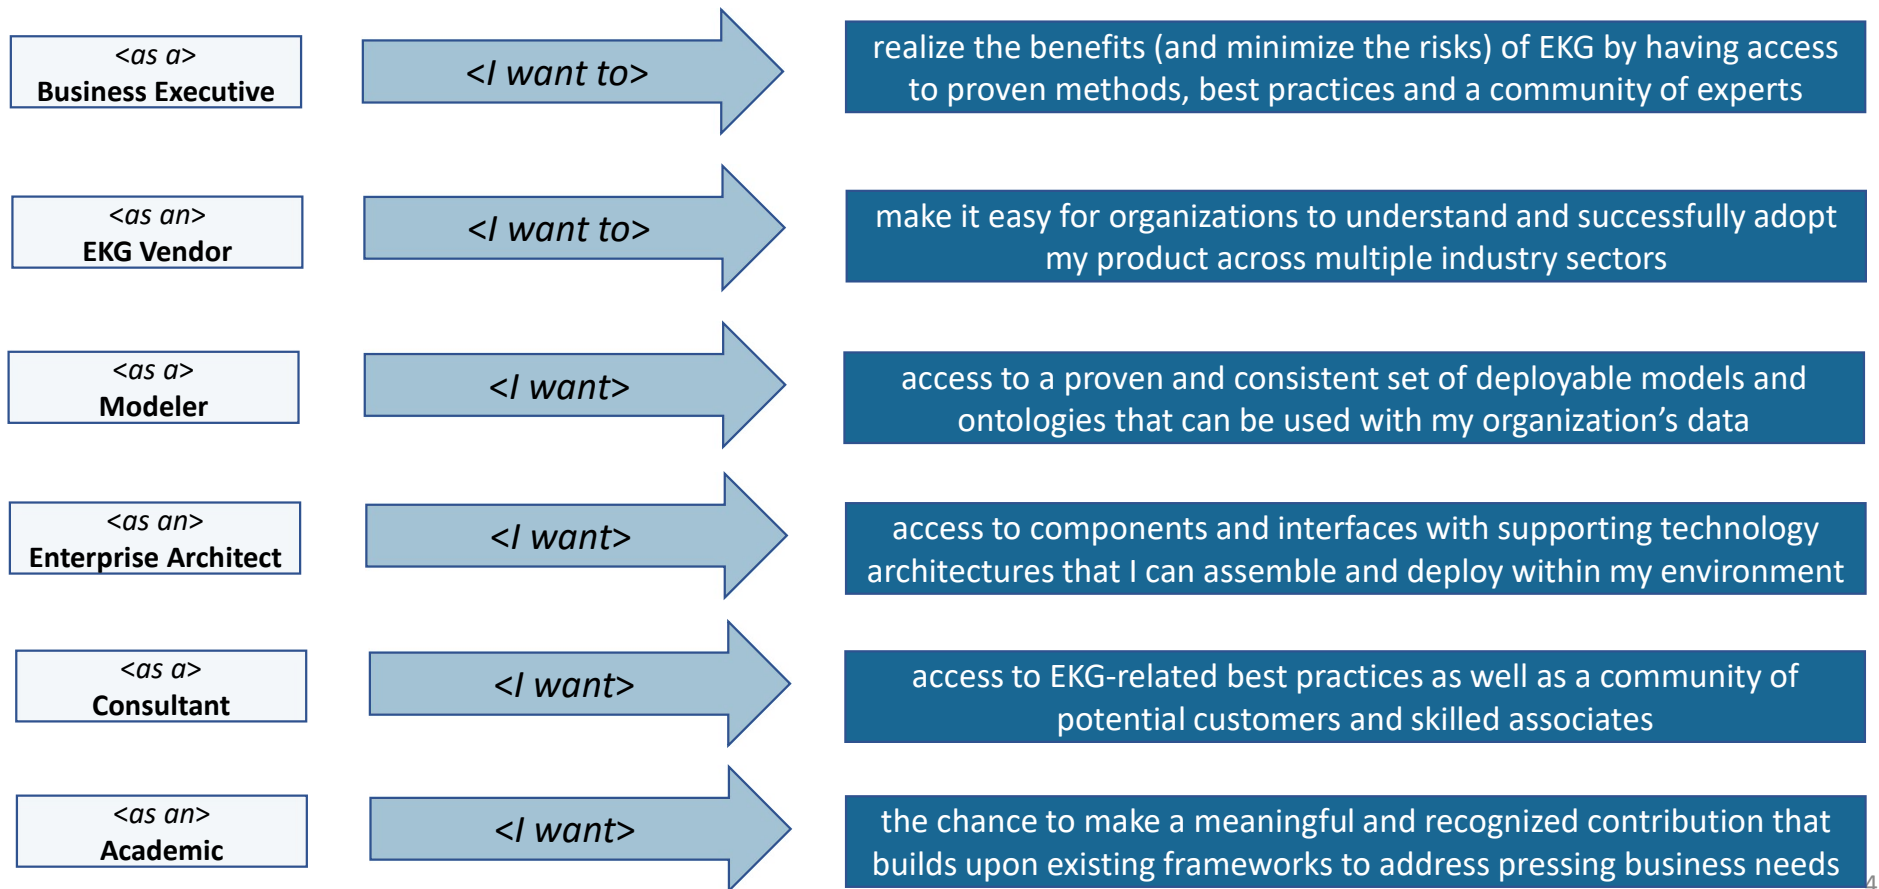 <as a>
Business Executive
<I want to>
realize the benefits (and minimize the risks) of EKG by having access
to proven methods, best practices and a community of experts
<as an>
EKG Vendor
<I want to>
make it easy for organizations to understand and successfully adopt
my product across multiple industry sectors
<as a>
Modeler
<I want>
access to a proven and consistent set of deployable models and
ontologies that can be used with my organization’s data
<as an>
Enterprise Architect
<I want>
access to components and interfaces with supporting technology
architectures that I can assemble and deploy within my environment
<as a>
Consultant
<I want>
access to EKG-related best practices as well as a community of
potential customers and skilled associates
<as an>
Academic
<I want>
the chance to make a meaningful and recognized contribution that
builds upon existing frameworks to address pressing business needs
4